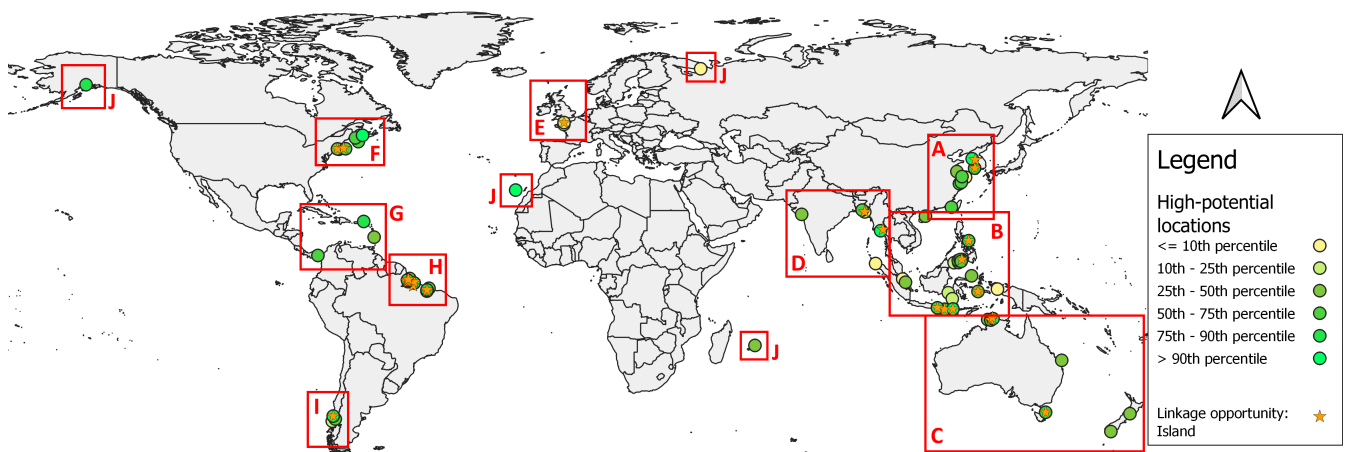 J
J
E
F
A
J
G
B
D
H
J
I
C
Legend
High-potential
locations
<= 10th percentile
10th - 25th percentile
25th - 50th percentile
50th - 75th percentile
75th - 90th percentile
> 90th percentile
Linkage opportunity:
Island